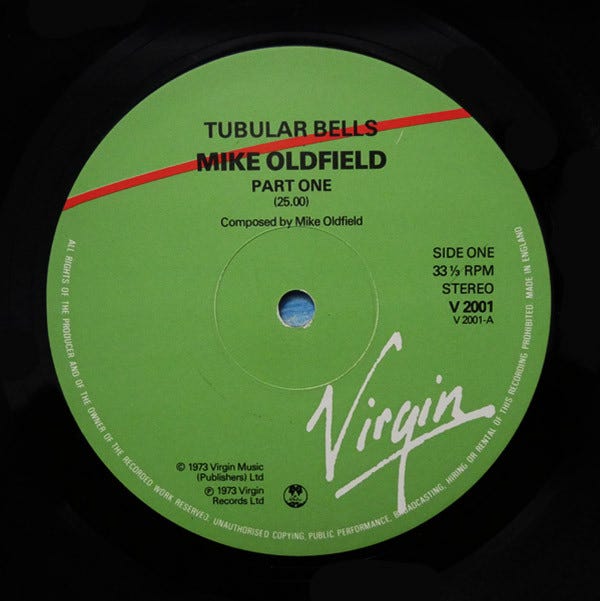 TUBULAR BELLS
MIKE OLDFIELD
PART ONE
(25.00)
Composed by Mike Oldfield
SIDE ONE
33 ⅓ RPM
STEREO
V 2001
V 2001-A
Virgin
© 1973 Virgin Music
(Publishers) Ltd
℗ 1973 Virgin
Records Ltd
ALL RIGHTS OF THE PRODUCER AND OF THE OWNER OF THE RECORDED WORK RESERVED. UNAUTHORISED COPYING, PUBLIC PERFORMANCE, BROADCASTING, HIRING OR RENTAL OF THIS RECORDING PROHIBITED. MADE IN ENGLAND